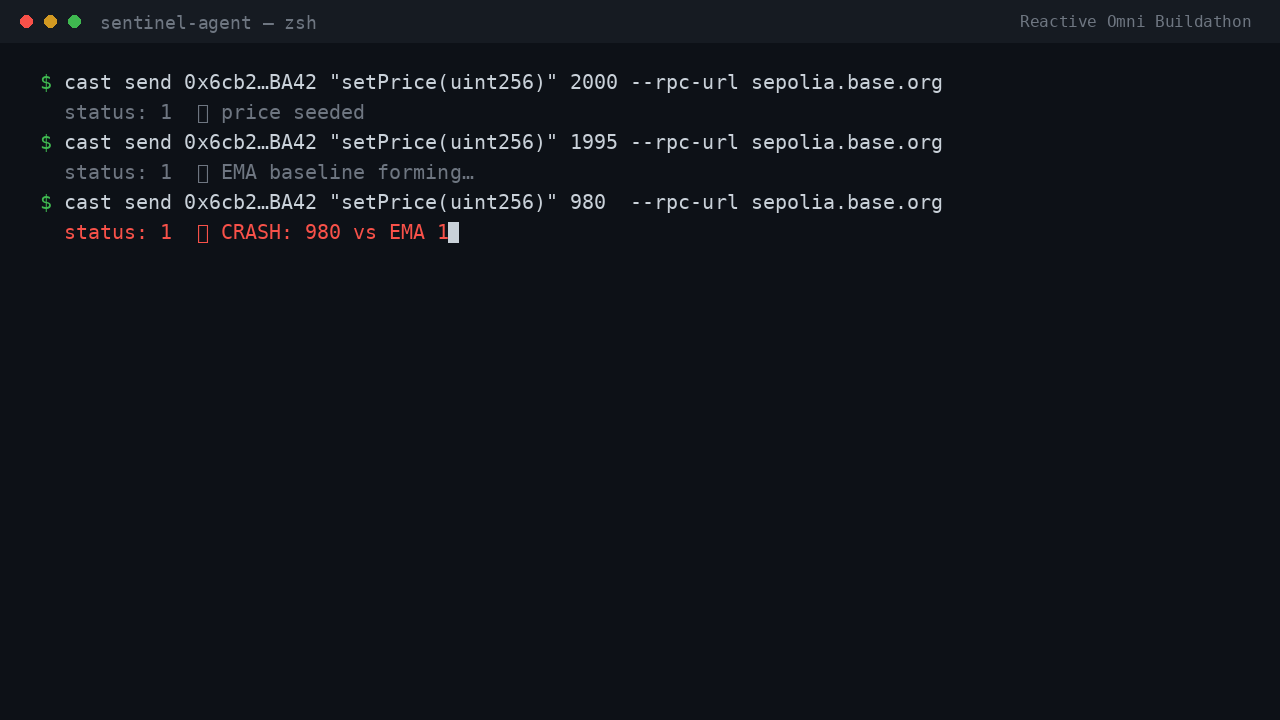 sentinel-agent — zsh
Reactive Omni Buildathon
$ cast send 0x6cb2…BA42 "setPrice(uint256)" 2000 --rpc-url sepolia.base.org
status: 1 ▯ price seeded
$ cast send 0x6cb2…BA42 "setPrice(uint256)" 1995 --rpc-url sepolia.base.org
status: 1 ▯ EMA baseline forming…
$ cast send 0x6cb2…BA42 "setPrice(uint256)" 980 --rpc-url sepolia.base.org
status: 1 ▯ CRASH: 980 vs EMA 1